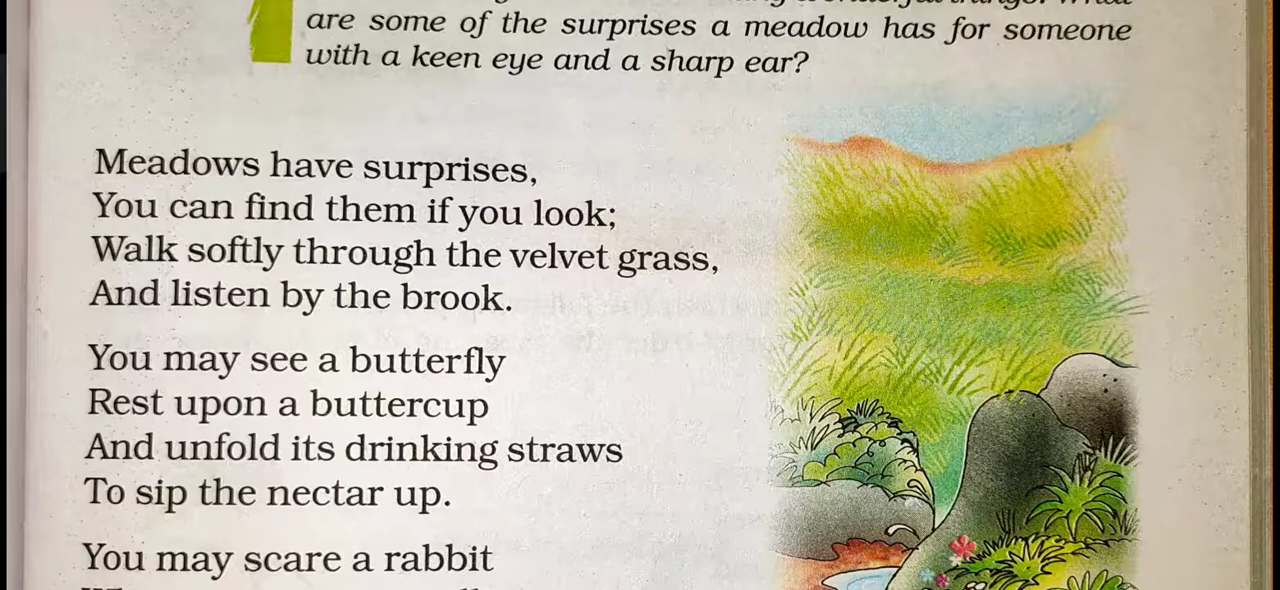 are some of the surprises a meadow has for someone
with a keen eye and a sharp ear?
Meadows have surprises,
You can find them if you look;
Walk softly through the velvet grass,
And listen by the brook.
You may see a butterfly
Rest upon a buttercup
And unfold its drinking straws
To sip the nectar up.
You may scare a rabbit